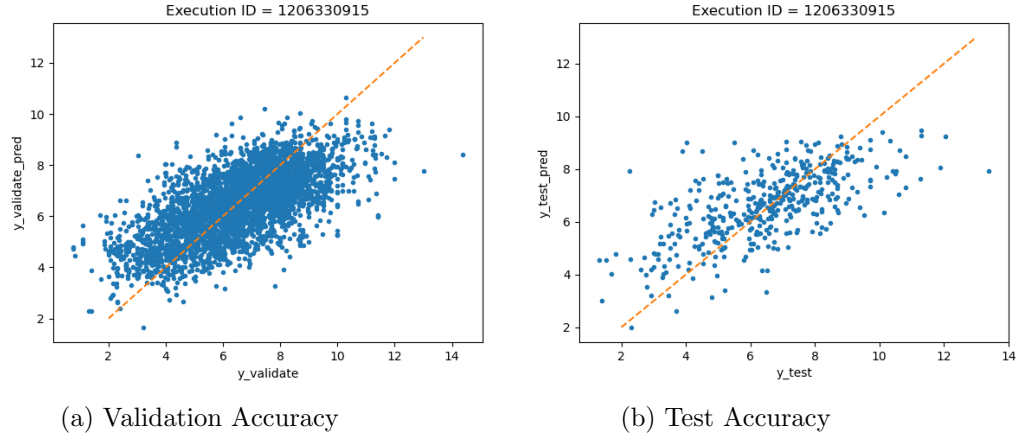 Execution ID = 1206330915
12
10
8
6
4
2
y_validate_pred
2 4 6 8 10 12 14
y_validate
(a) Validation Accuracy
Execution ID = 1206330915
12
10
8
6
4
2
y_test_pred
2 4 6 8 10 12 14
y_test
(b) Test Accuracy